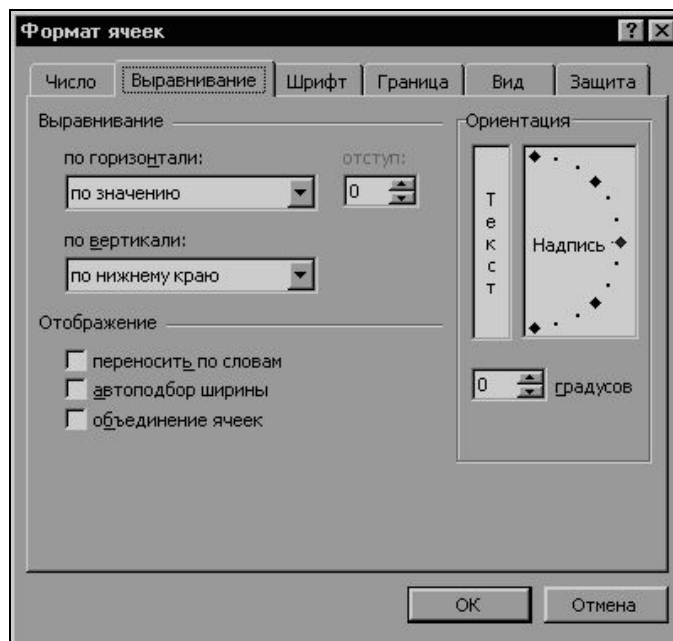 Формат ячеек
Число Выравнивание Шрифт Граница Вид Защита
Выравнивание
по горизонтали: отступ:
по значению 0
по вертикали:
по нижнему краю
Отображение
переносить по словам
автоподбор ширины
объединение ячеек
Ориентация
Текст
Надпись
0 градусов
ОК Отмена